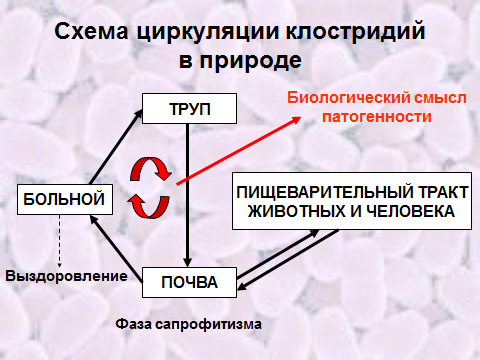 Схема циркуляции клостридий
в природе
ТРУП
Биологический смысл
патогенности
БОЛЬНОЙ
ПИЩЕВАРИТЕЛЬНЫЙ ТРАКТ
ЖИВОТНЫХ И ЧЕЛОВЕКА
Выздоровление
ПОЧВА
Фаза сапрофитизма